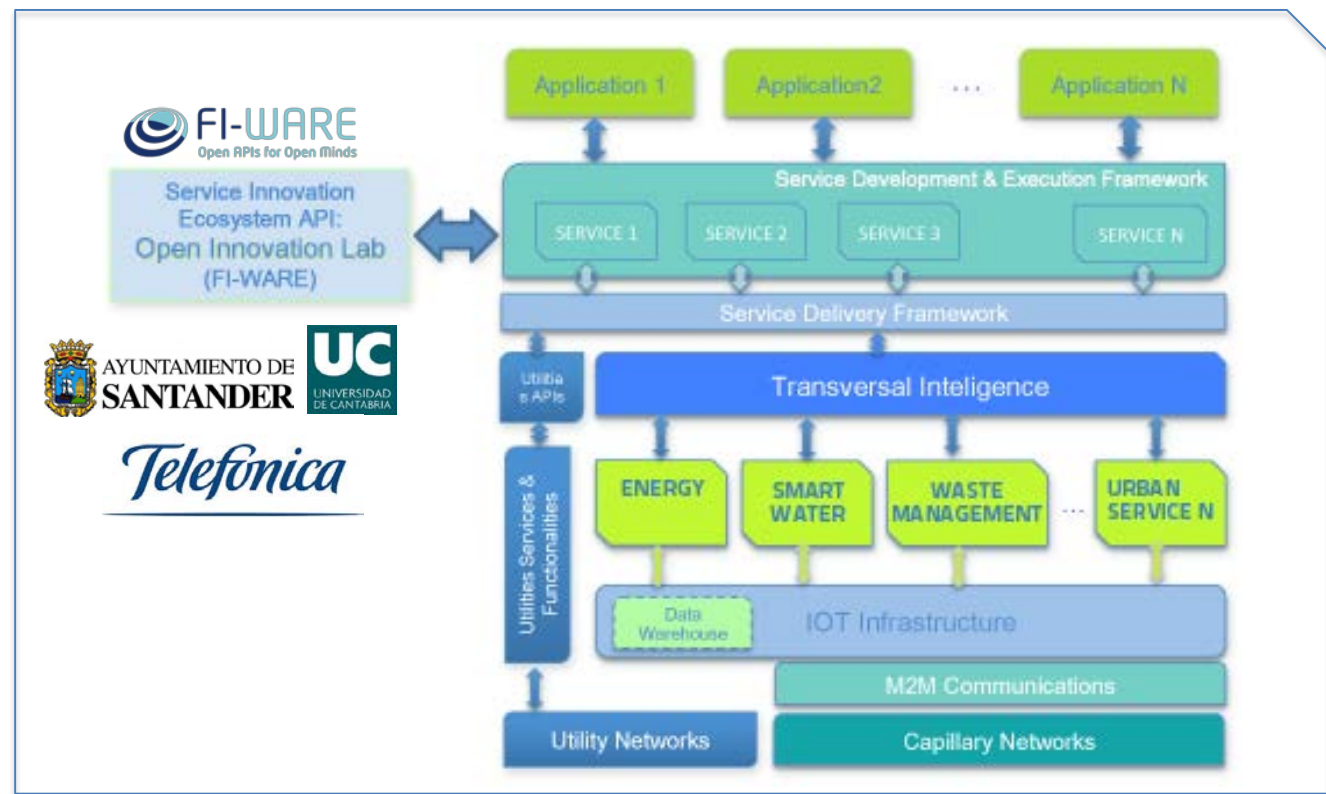 Application 1
Application2
...
Application N
FI-WARE
Open APIs for Open Minds
Service Innovation
Ecosystem API:
Open Innovation Lab
(FI-WARE)
Service Development & Execution Framework
SERVICE 1
SERVICE 2
SERVICE 3
SERVICE N
Service Delivery Framework
AYUNTAMIENTO DE
SANTANDER
UC
UNIVERSIDAD
DE CANTABRIA
Telefónica
Utilitia
s APIs
Transversal Inteligence
Utilities Services &
Functionalities
ENERGY
SMART
WATER
WASTE
MANAGEMENT
...
URBAN
SERVICE N
Data
Warehouse
IOT Infrastructure
M2M Communications
Utility Networks
Capillary Networks